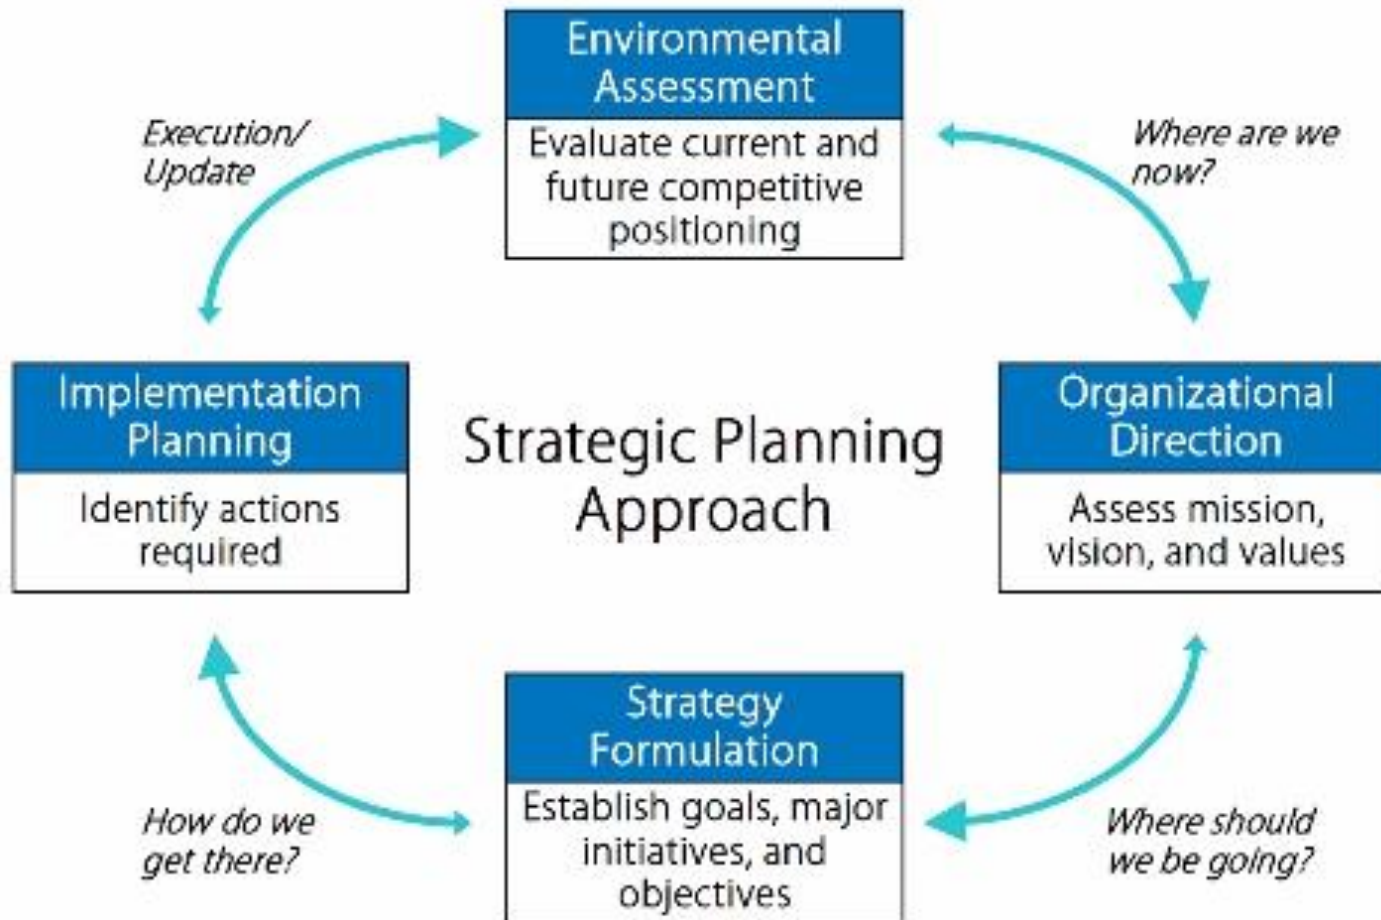 Environmental
Assessment
Evaluate current and
future competitive
positioning
Execution/
Update
Where are we
now?
Implementation
Planning
Identify actions
required
Strategic Planning
Approach
Organizational
Direction
Assess mission,
vision, and values
Strategy
Formulation
Establish goals, major
initiatives, and
objectives
How do we
get there?
Where should
we be going?